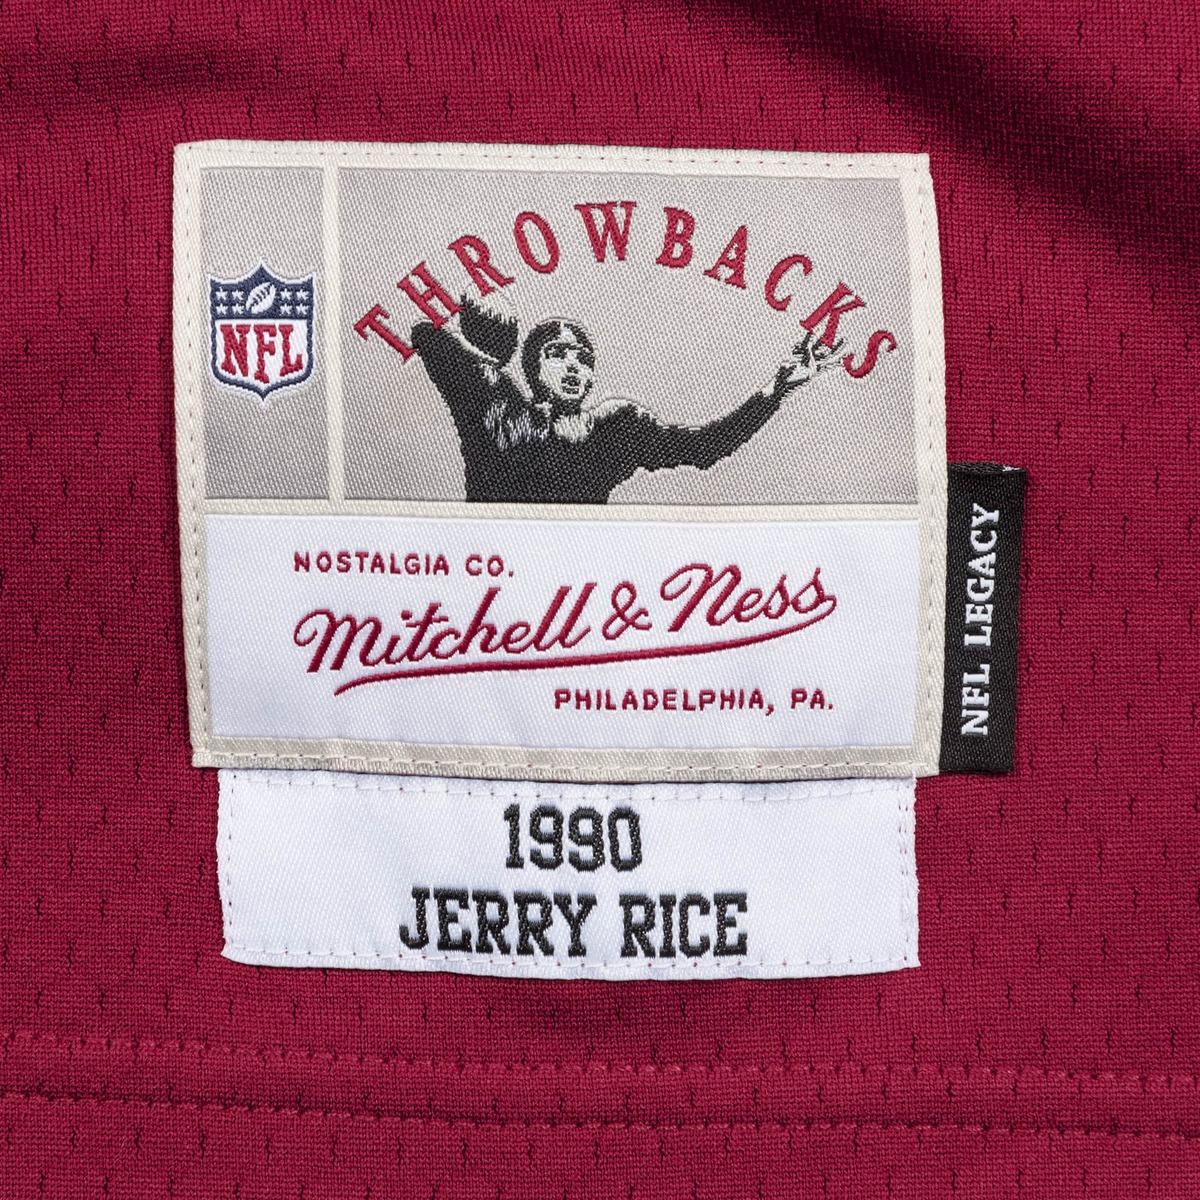 THROWBACKS
NFL
NOSTALGIA CO.
Mitchell & Ness
PHILADELPHIA, PA.
NFL LEGACY
1990
JERRY RICE